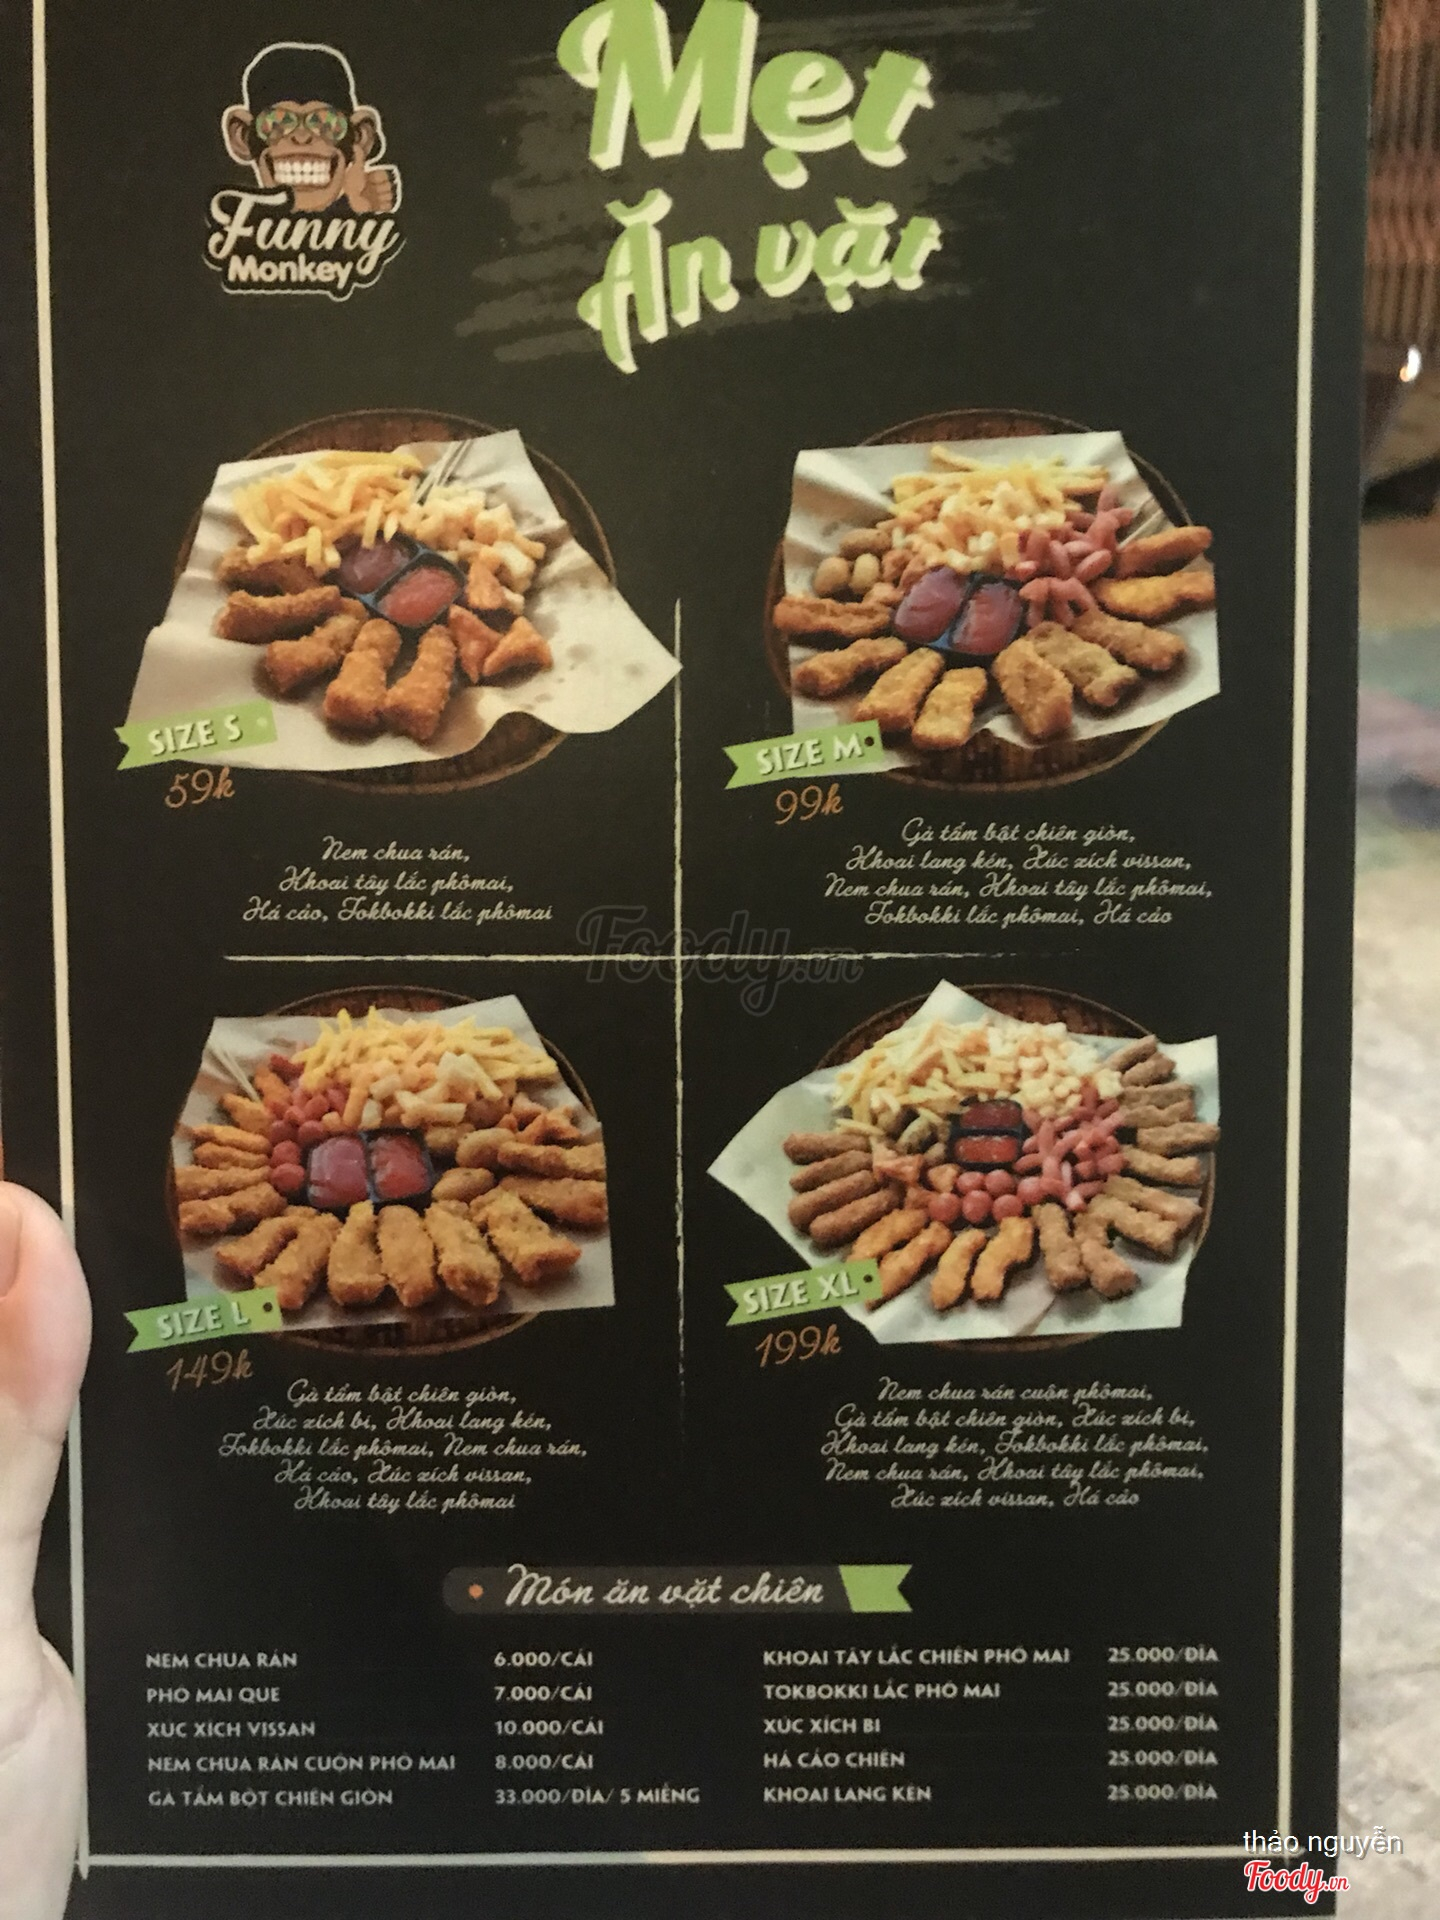 Mẹt
Ăn vặt
Funny
Monkey
SIZE S
59k
Nem chua rán,
Khoai tây lắc phômai,
Há cảo, Tokbokki lắc phômai
SIZE M
99k
Gà tẩm bột chiên giòn,
Khoai lang kén, Xúc xích vissan,
Nem chua rán, Khoai tây lắc phômai,
Tokbokki lắc phômai, Há cảo
Foody.vn
SIZE L
149k
Gà tẩm bột chiên giòn,
Xúc xích bi, Khoai lang kén,
Tokbokki lắc phômai, Nem chua rán,
Há cảo, Xúc xích vissan,
Khoai tây lắc phômai
SIZE XL
199k
Nem chua rán cuộn phômai,
Gà tẩm bột chiên giòn, Xúc xích bi,
Khoai lang kén, Tokbokki lắc phômai,
Nem chua rán, Khoai tây lắc phômai,
Xúc xích vissan, Há cảo
Món ăn vặt chiên
NEM CHUA RÁN 6.000/CÁI
PHÔ MAI QUE 7.000/CÁI
XÚC XÍCH VISSAN 10.000/CÁI
NEM CHUA RÁN CUỘN PHÔ MAI 8.000/CÁI
GÀ TẨM BỘT CHIÊN GIÒN 33.000/ĐĨA/ 5 MIẾNG
KHOAI TÂY LẮC CHIÊN PHÔ MAI 25.000/ĐĨA
TOKBOKKI LẮC PHÔ MAI 25.000/ĐĨA
XÚC XÍCH BI 25.000/ĐĨA
HÁ CẢO CHIÊN 25.000/ĐĨA
KHOAI LANG KÉN 25.000/ĐĨA
thảo nguyễn
Foody.vn